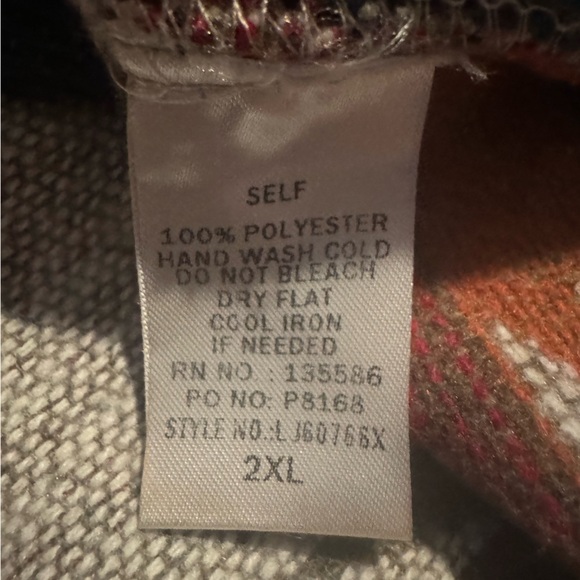 SELF
100% POLYESTER
HAND WASH COLD
DO NOT BLEACH
DRY FLAT
COOL IRON
IF NEEDED
RN NO : 135586
PO NO: P8168
STYLE NO.:LJ60766X
2XL